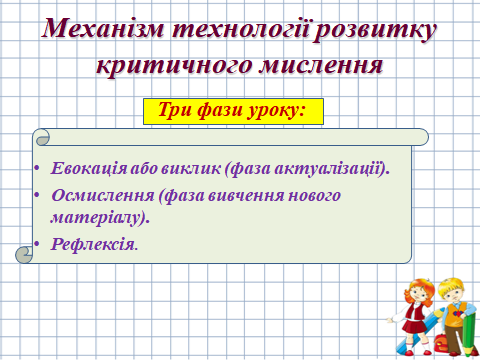 Механізм технології розвитку
критичного мислення
Три фази уроку:
• Евокація або виклик (фаза актуалізації).
• Осмислення (фаза вивчення нового
матеріалу).
• Рефлексія.